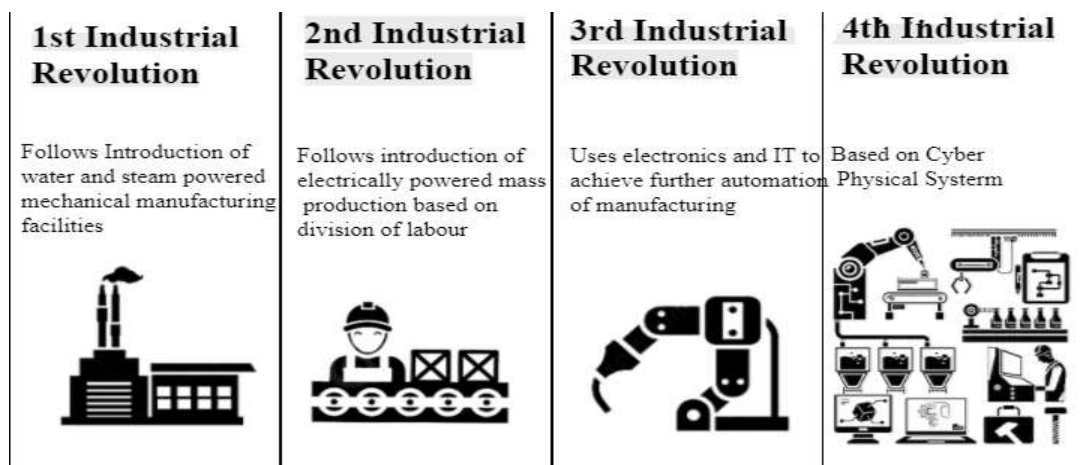 1st Industrial
Revolution
Follows Introduction of
water and steam powered
mechanical manufacturing
facilities
2nd Industrial
Revolution
Follows introduction of
electrically powered mass
production based on
division of labour
3rd Industrial
Revolution
Uses electronics and IT to
achieve further automation
of manufacturing
4th Industrial
Revolution
Based on Cyber
Physical Systerm